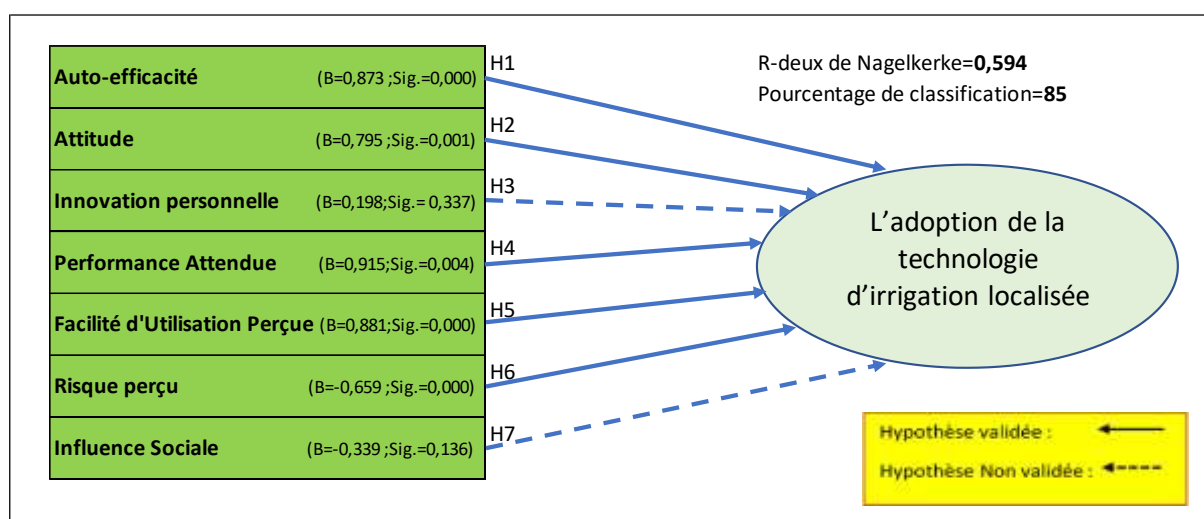 Auto-efficacité (B=0,873 ;Sig.=0,000) H1
Attitude (B=0,795 ;Sig.=0,001) H2
Innovation personnelle (B=0,198;Sig.= 0,337) H3
Performance Attendue (B=0,915;Sig.=0,004) H4
Facilité d'Utilisation Perçue (B=0,881;Sig.=0,000) H5
Risque perçu (B=-0,659 ;Sig.=0,000) H6
Influence Sociale (B=-0,339 ;Sig.=0,136) H7
R-deux de Nagelkerke=0,594
Pourcentage de classification=85
L’adoption de la
technologie
d’irrigation localisée
Hypothèse validée :
Hypothèse Non validée :